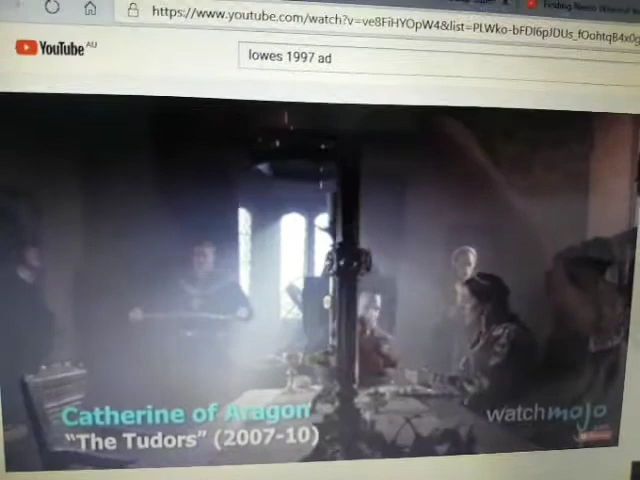 https://www.youtube.com/watch?v=ve8FiHYOpW4&list=PLWko-bFDI6pJDUs_fOohtqB4x0g
YouTube AU
lowes 1997 ad
Catherine of Aragon
"The Tudors" (2007-10)
watchmojo